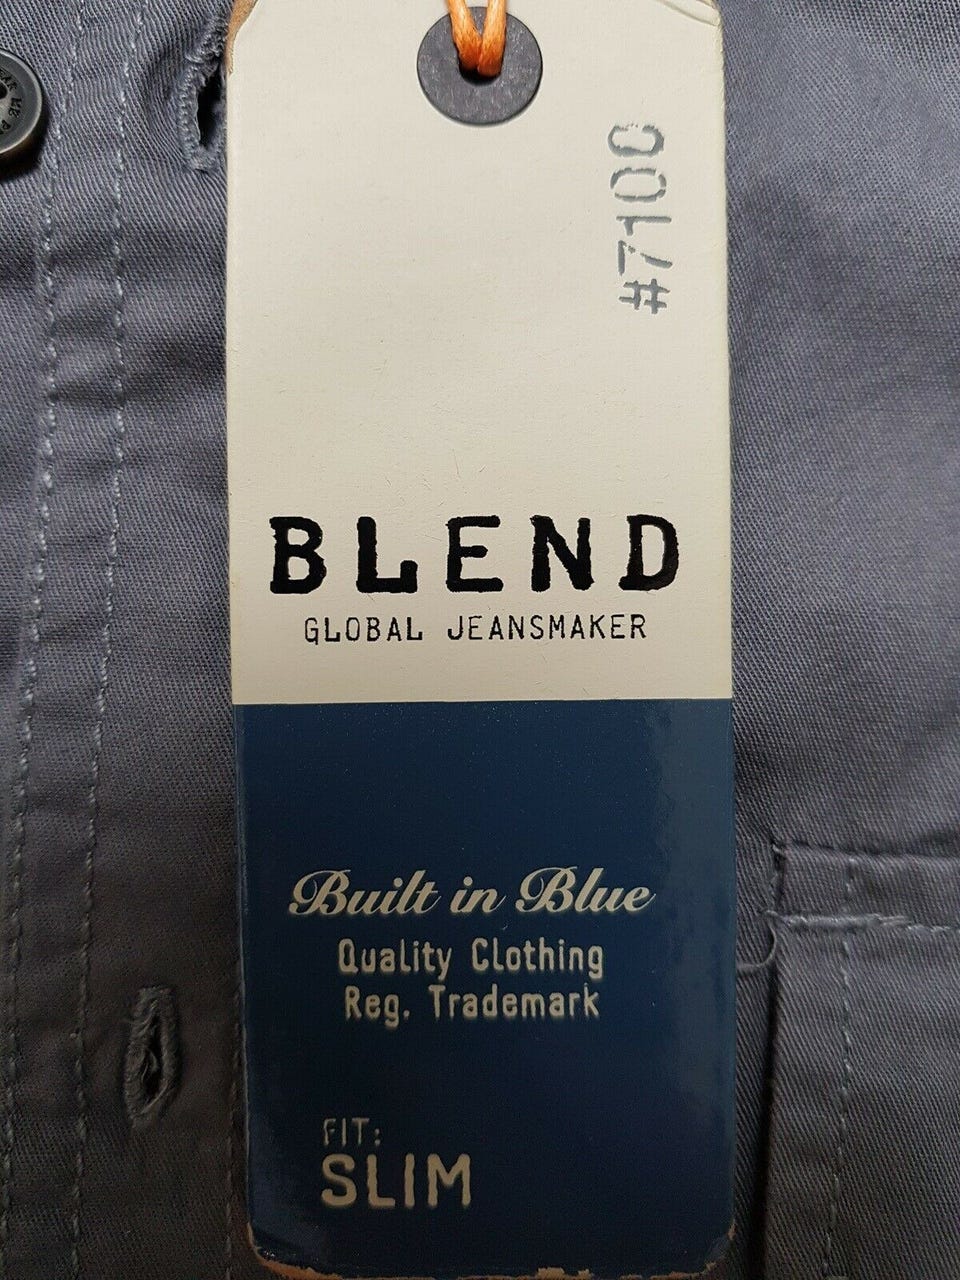 #7100
BLEND
GLOBAL JEANSMAKER
Built in Blue
Quality Clothing
Reg. Trademark
FIT:
SLIM